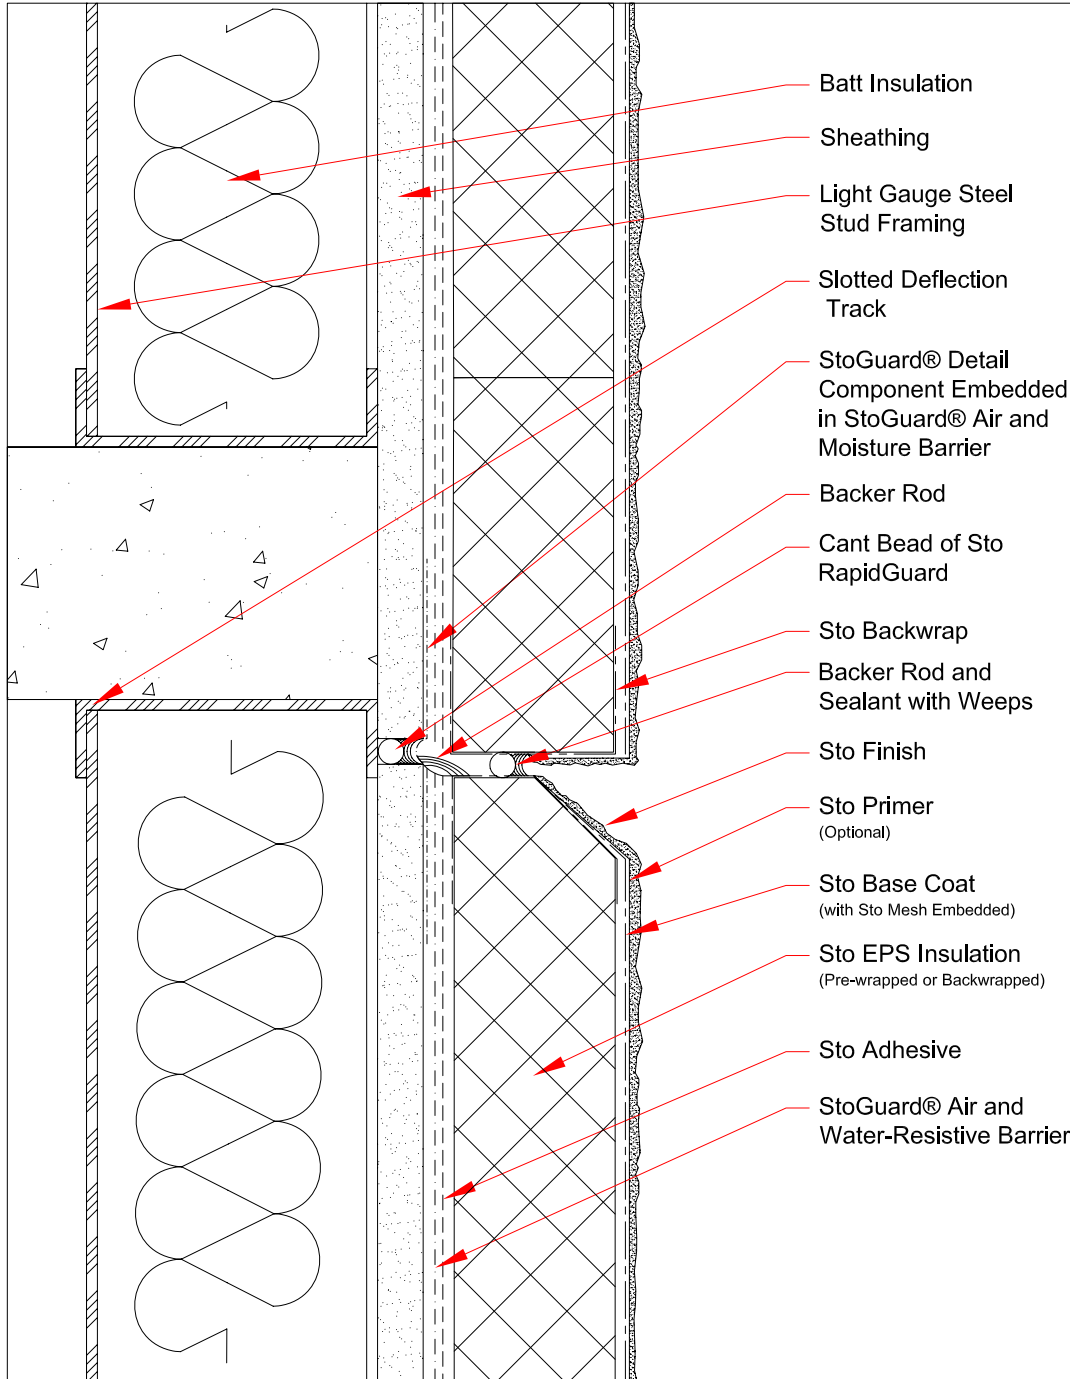 Batt Insulation
Sheathing
Light Gauge Steel
Stud Framing
Slotted Deflection
Track
StoGuard® Detail
Component Embedded
in StoGuard® Air and
Moisture Barrier
Backer Rod
Cant Bead of Sto
RapidGuard
Sto Backwrap
Backer Rod and
Sealant with Weeps
Sto Finish
Sto Primer
(Optional)
Sto Base Coat
(with Sto Mesh Embedded)
Sto EPS Insulation
(Pre-wrapped or Backwrapped)
Sto Adhesive
StoGuard® Air and
Water-Resistive Barrier